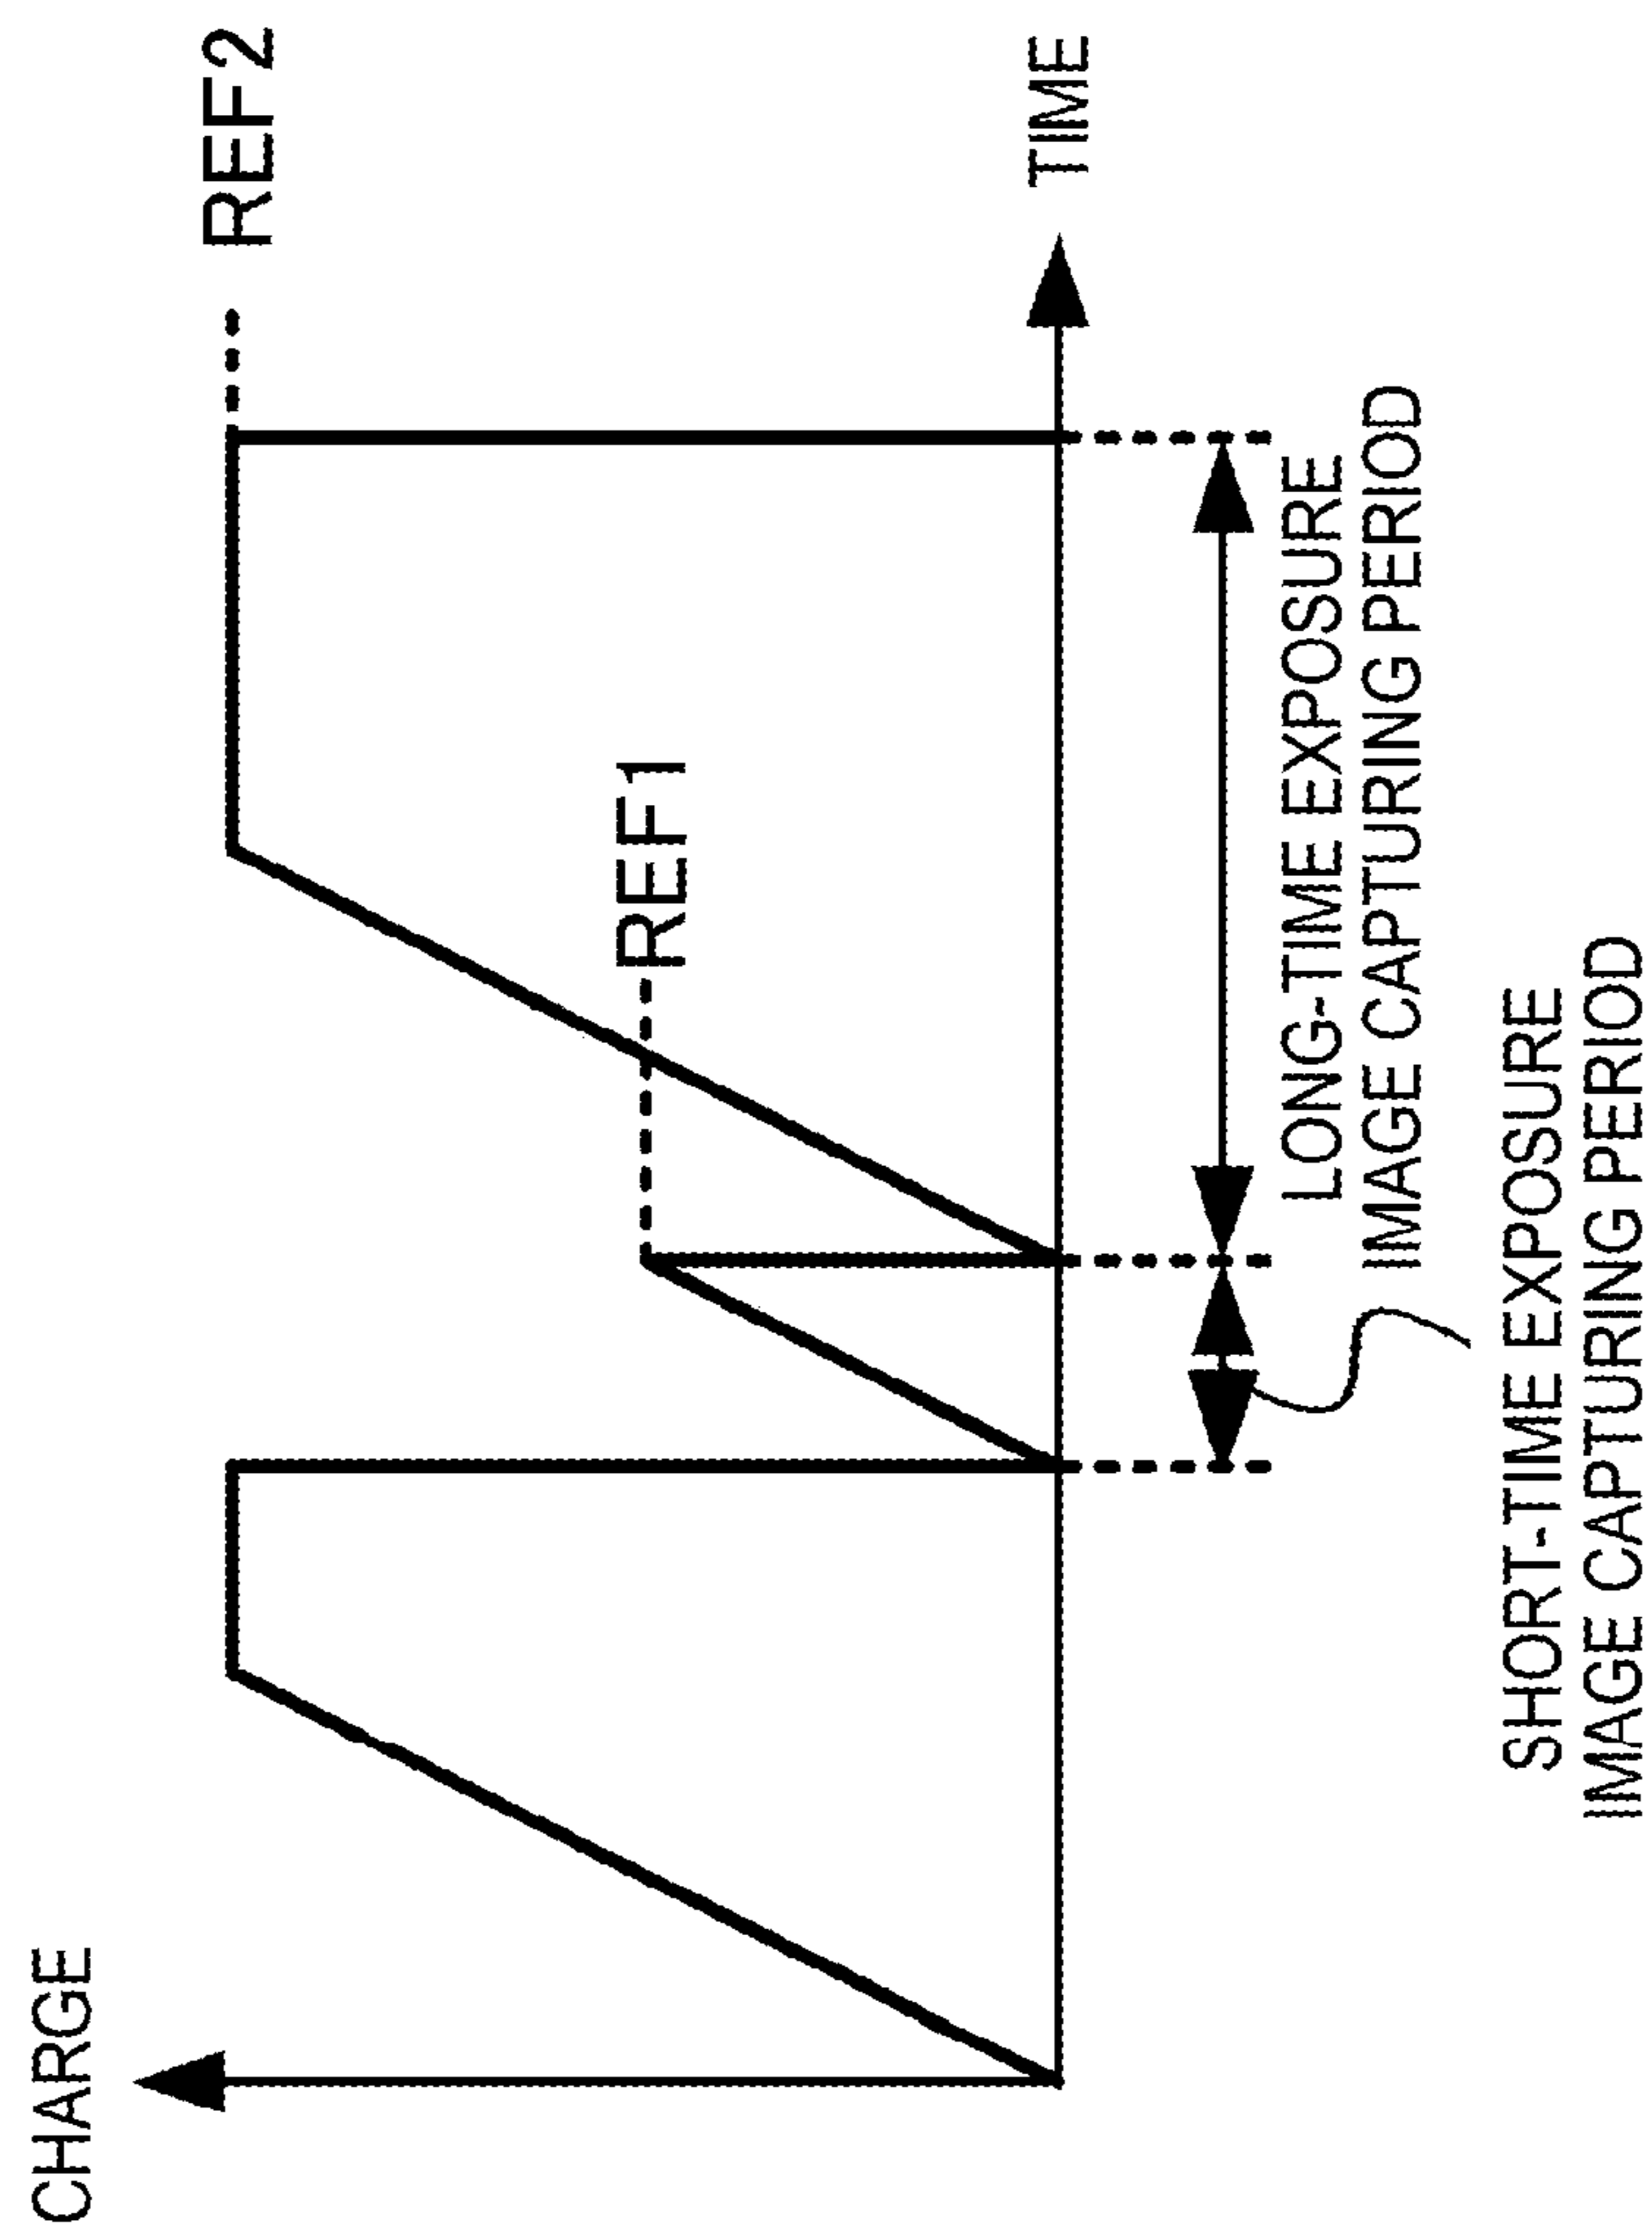 CHARGE
REF2
REF1
TIME
LONG-TIME EXPOSURE
IMAGE CAPTURING PERIOD
SHORT-TIME EXPOSURE
IMAGE CAPTURING PERIOD